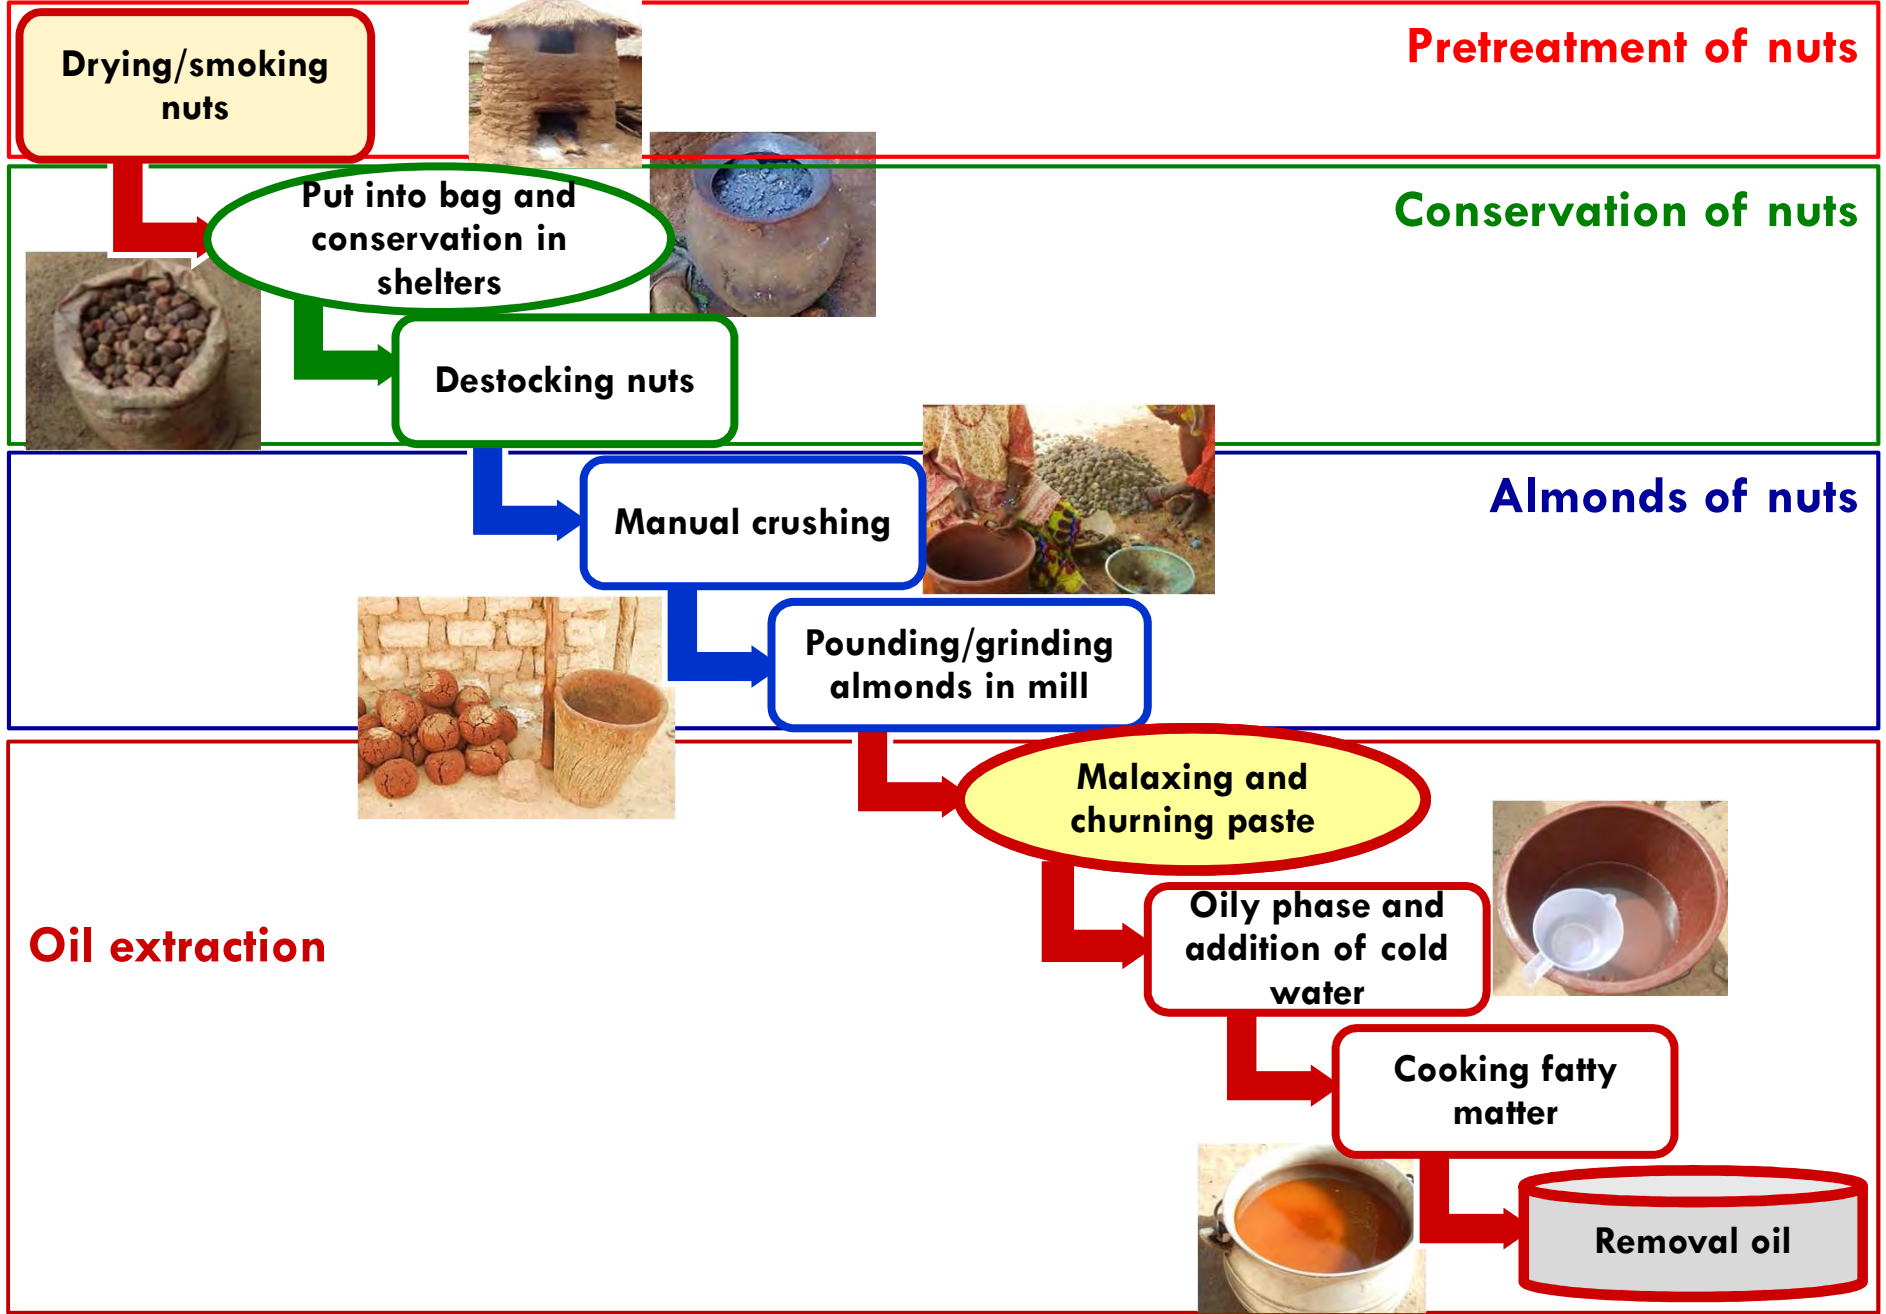 Drying/smoking
nuts
Pretreatment of nuts
Put into bag and
conservation in
shelters
Conservation of nuts
Destocking nuts
Almonds of nuts
Manual crushing
Pounding/grinding
almonds in mill
Malaxing and
churning paste
Oil extraction
Oily phase and
addition of cold
water
Cooking fatty
matter
Removal oil